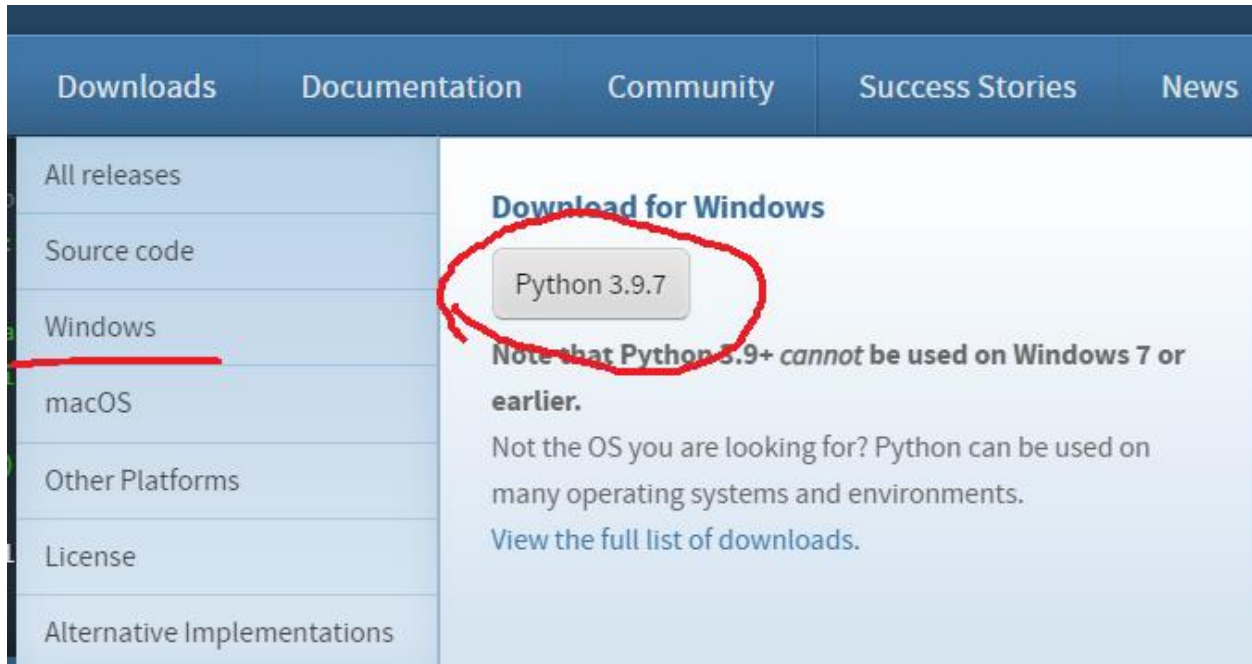 Downloads Documentation Community Success Stories News
All releases
Source code
Windows
macOS
Other Platforms
License
Alternative Implementations
Download for Windows
Python 3.9.7
Note that Python 3.9+ cannot be used on Windows 7 or
earlier.
Not the OS you are looking for? Python can be used on
many operating systems and environments.
View the full list of downloads.